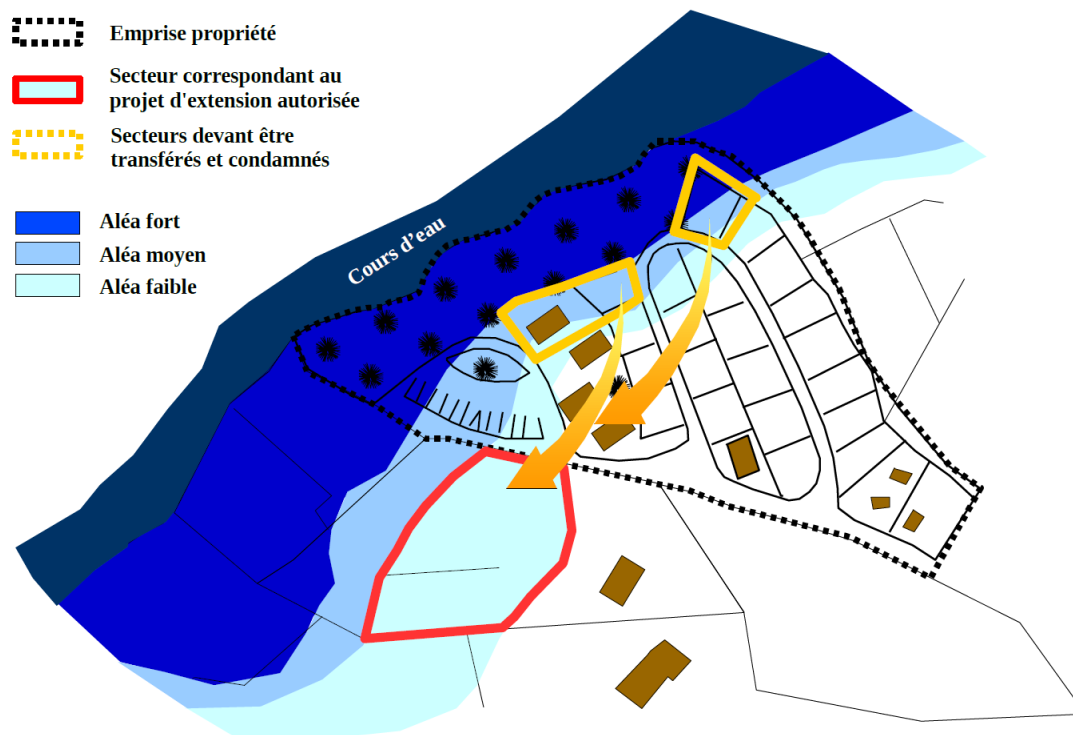 Emprise propriété
Secteur correspondant au
projet d'extension autorisée
Secteurs devant être
transférés et condamnés
Aléa fort
Aléa moyen
Aléa faible
Cours d’eau